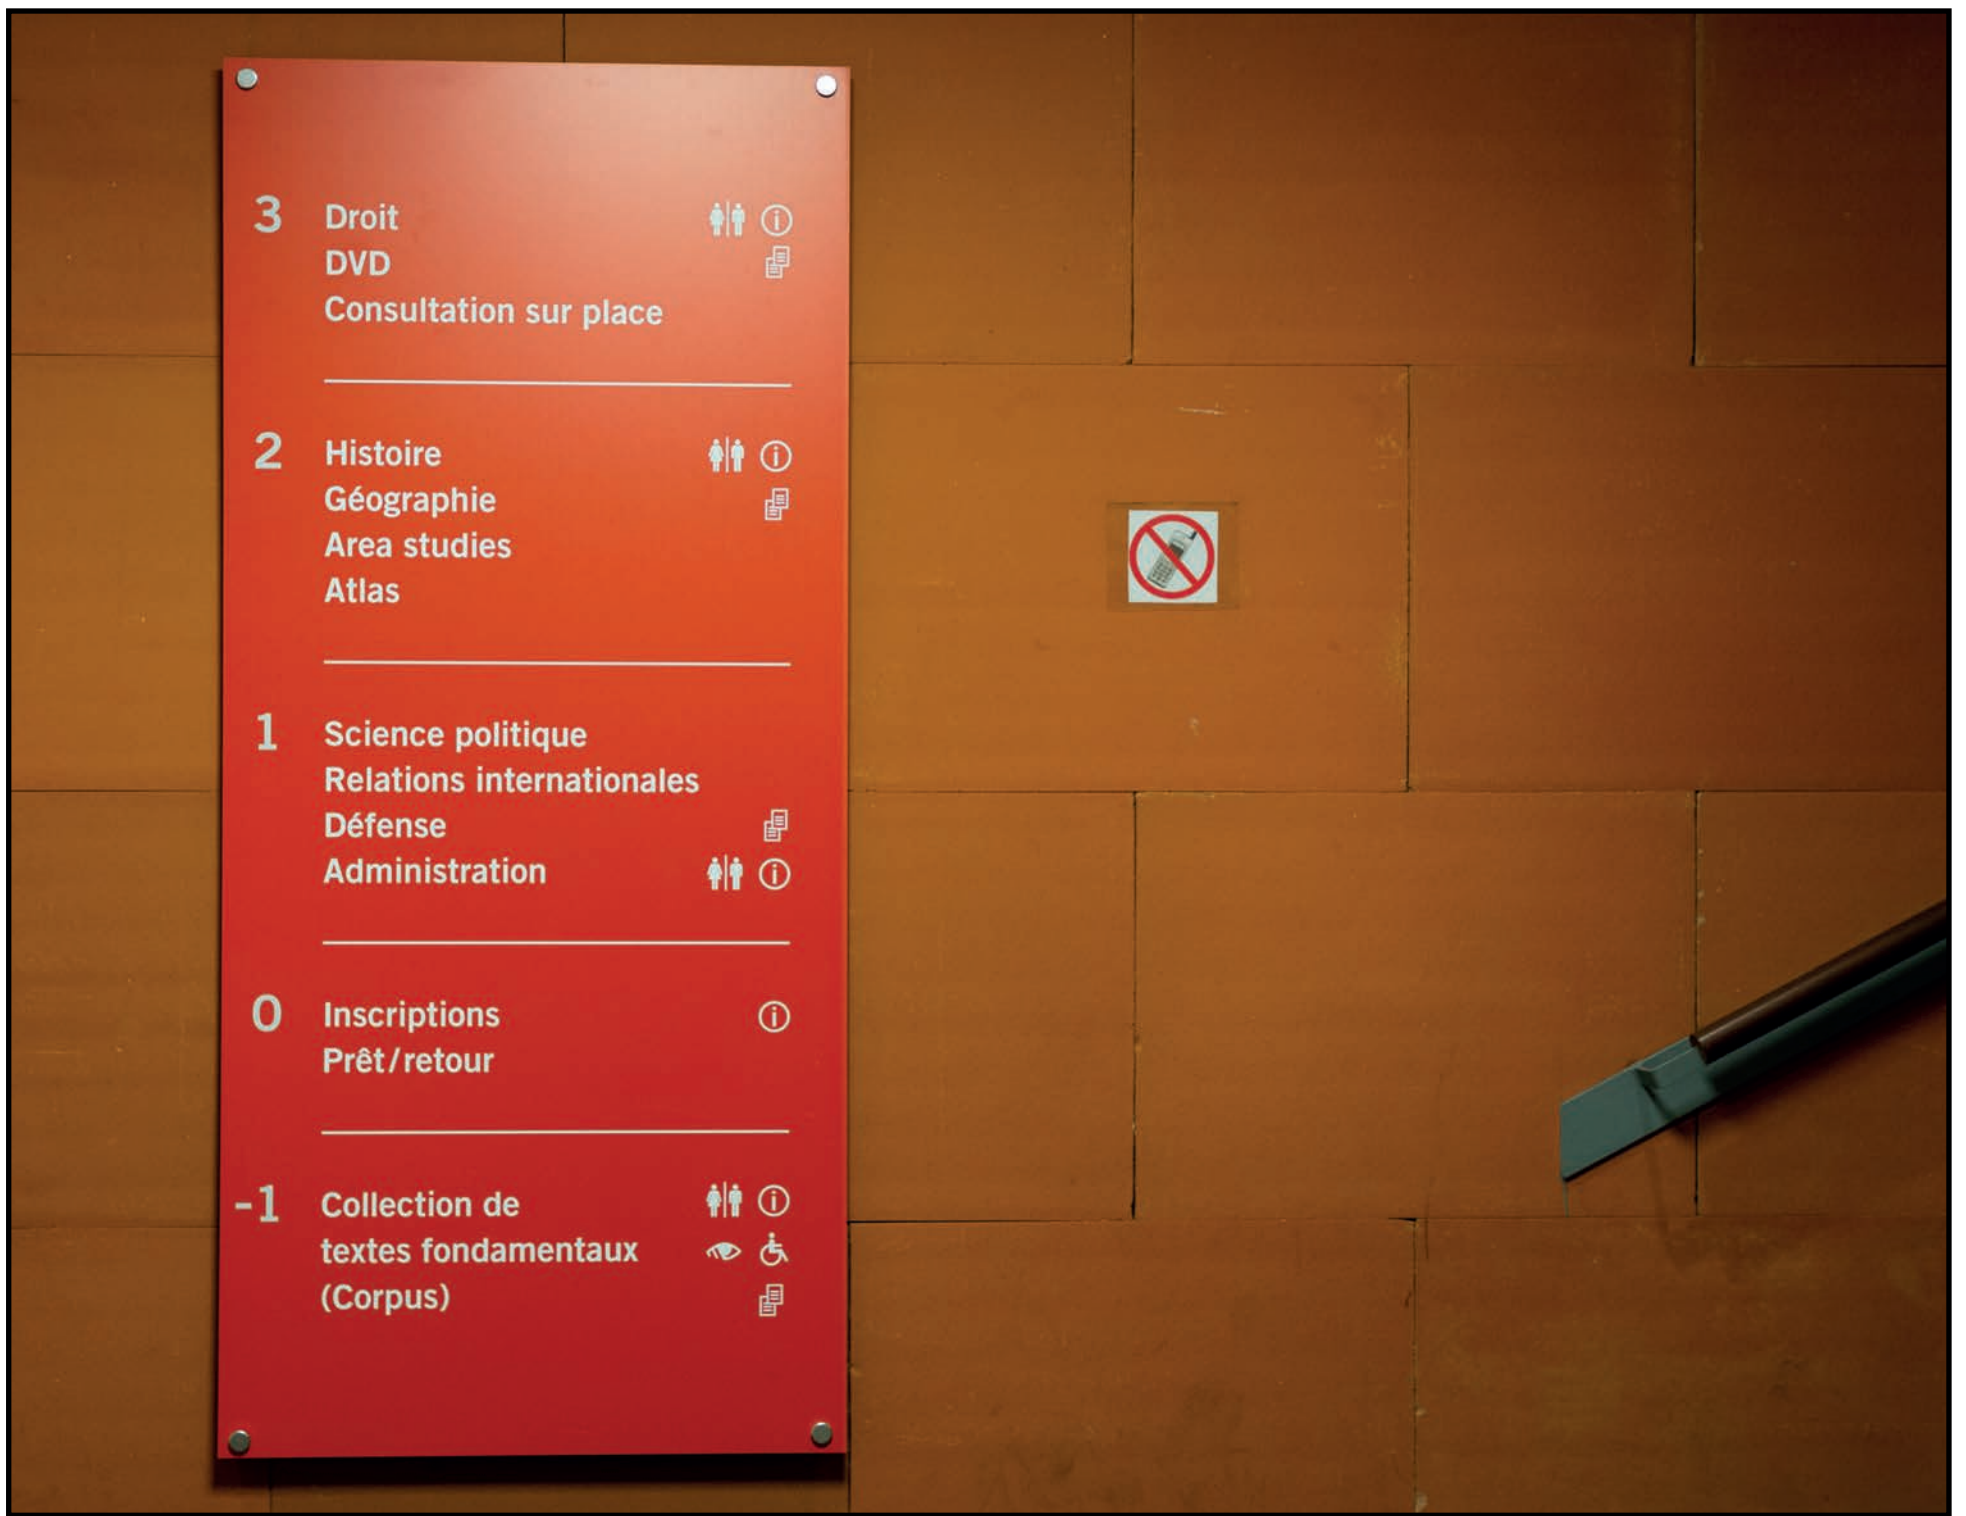 3 Droit
DVD
Consultation sur place
2 Histoire
Géographie
Area studies
Atlas
1 Science politique
Relations internationales
Défense
Administration
0 Inscriptions
Prêt/retour
-1 Collection de
textes fondamentaux
(Corpus)